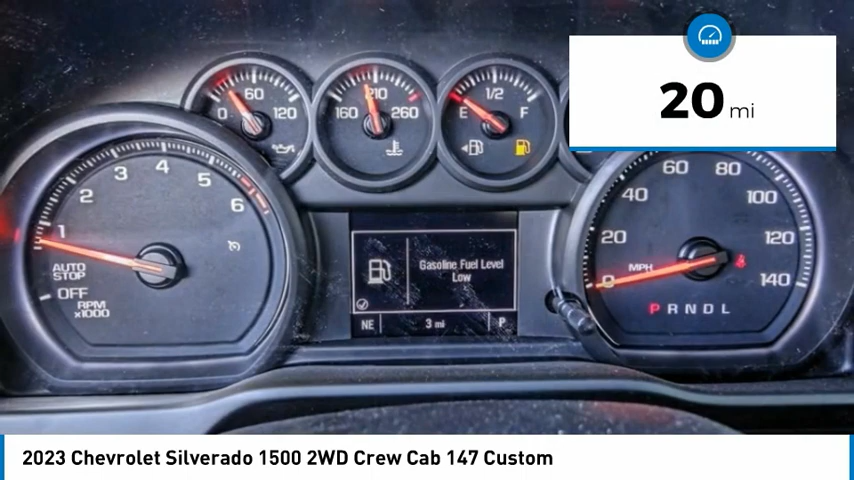 20 mi
0 60 120
160 210 260
E 1/2 F
1 2 3 4 5 6
AUTO STOP
OFF
RPM x1000
Gasoline Fuel Level
Low
NE 3 mi P
0 20 40 60 80 100 120 140
MPH
P R N D L
2023 Chevrolet Silverado 1500 2WD Crew Cab 147 Custom